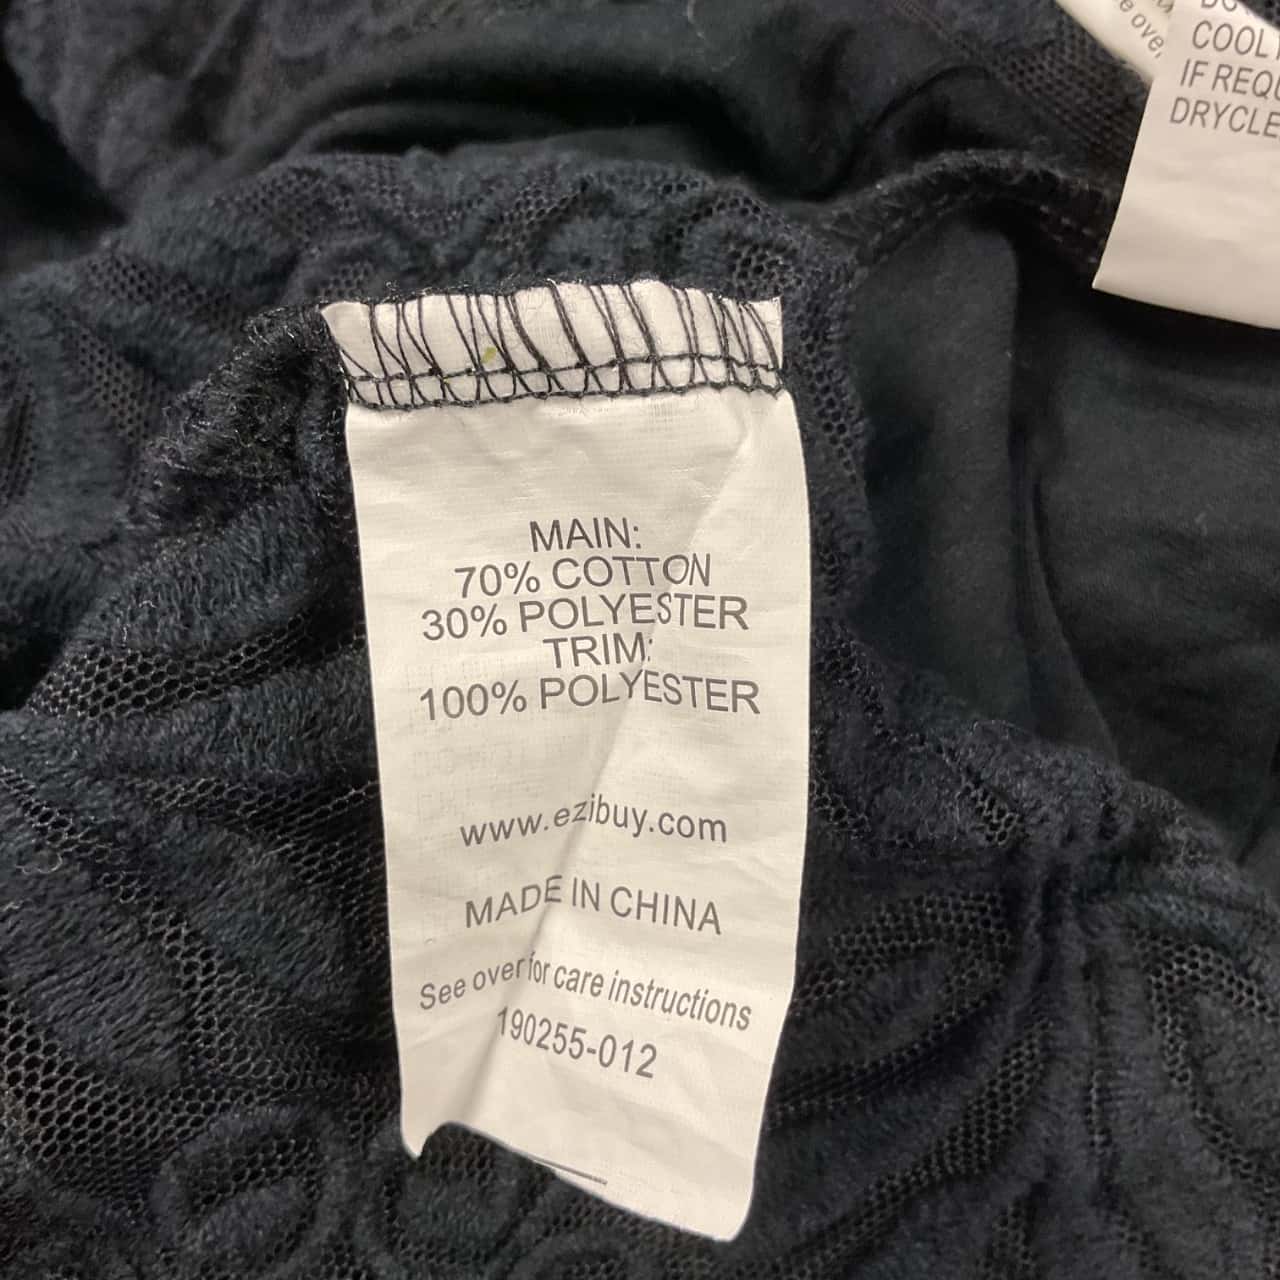 e over
COOL
IF REQU
DRYCLE
MAIN:
70% COTTON
30% POLYESTER
TRIM:
100% POLYESTER
www.ezibuy.com
MADE IN CHINA
See over for care instructions
190255-012